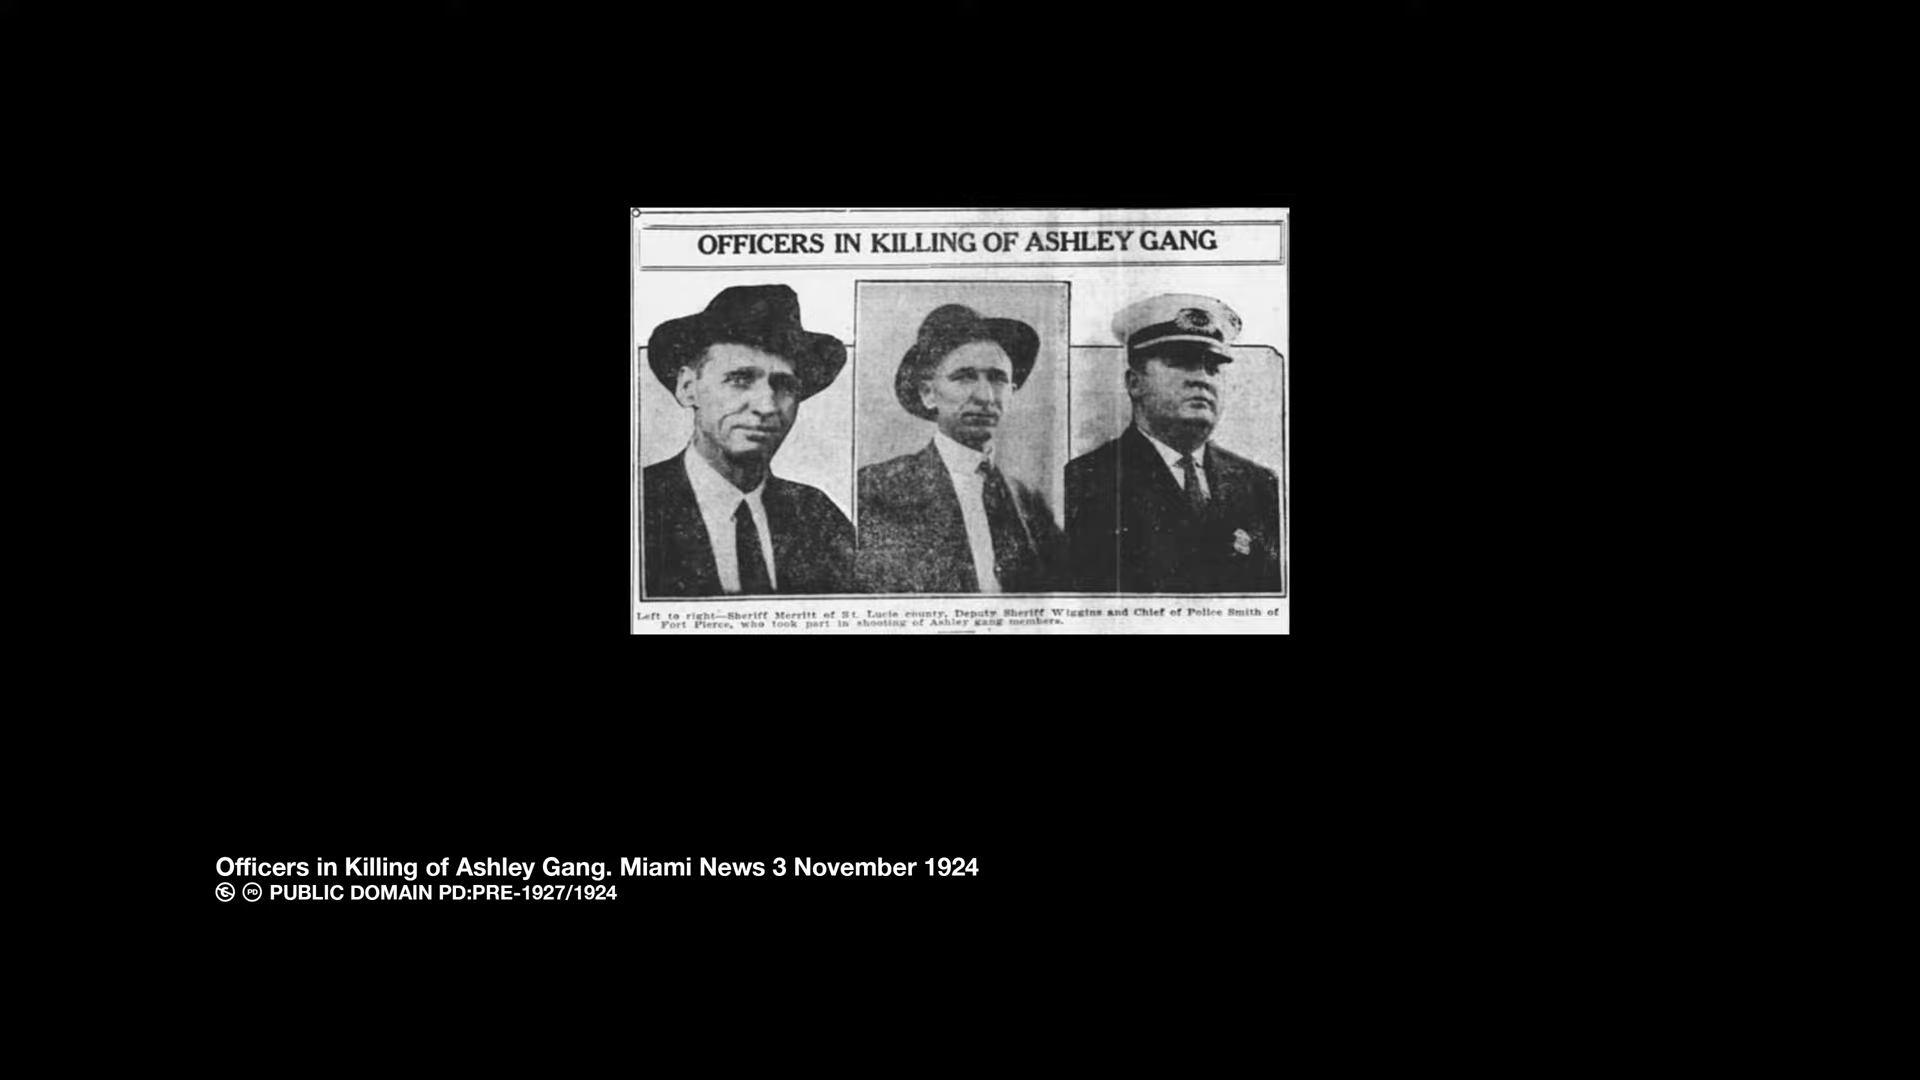 OFFICERS IN KILLING OF ASHLEY GANG
Left to right—Sheriff Merritt of St. Lucie county, Deputy Sheriff Wiggins and Chief of Police Smith of
Fort Pierce, who took part in shooting of Ashley gang members.
Officers in Killing of Ashley Gang. Miami News 3 November 1924
PD PUBLIC DOMAIN PD:PRE-1927/1924